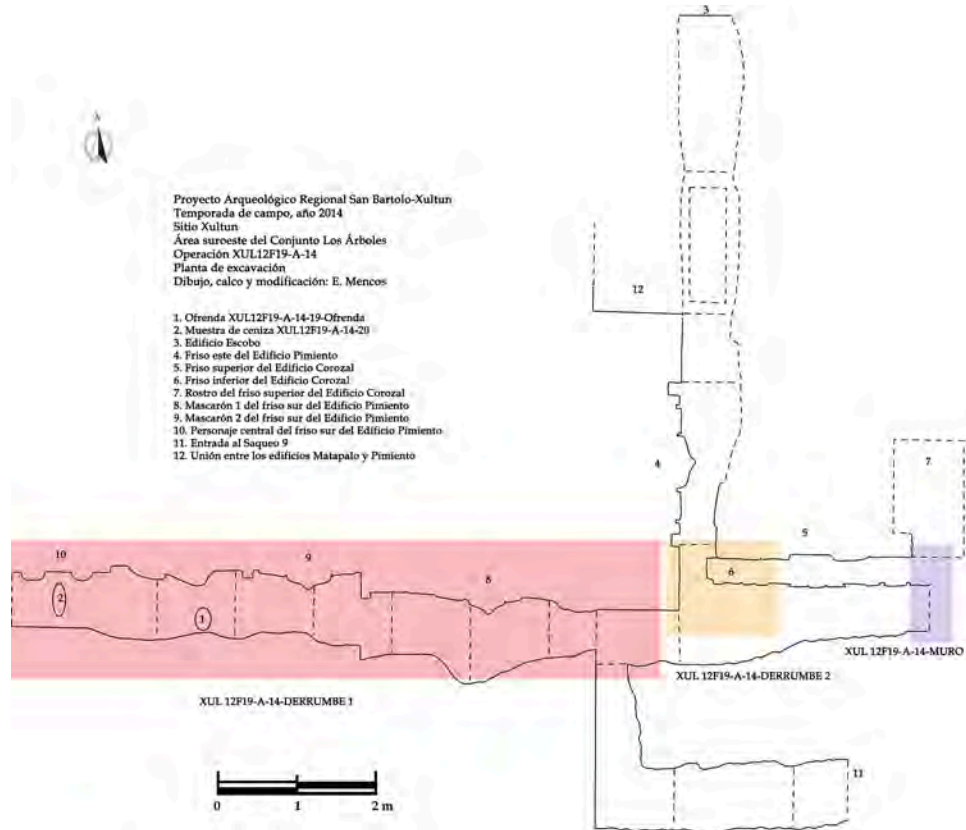 3
A
Proyecto Arqueológico Regional San Bartolo-Xultun
Temporada de campo, año 2014
Sitio Xultun
Área suroeste del Conjunto Los Árboles
Operación XUL12F19-A-14
Planta de excavación
Dibujo, calco y modificación: E. Mencos
12
1. Ofrenda XUL12F19-A-14-19-Ofrenda
2. Muestra de ceniza XUL12F19-A-14-20
3. Edificio Escobo
4. Friso este del Edificio Pimiento
5. Friso superior del Edificio Corozal
6. Friso inferior del Edificio Corozal
7. Rostro del friso superior del Edificio Corozal
8. Mascarón 1 del friso sur del Edificio Pimiento
9. Mascarón 2 del friso sur del Edificio Pimiento
10. Personaje central del friso sur del Edificio Pimiento
11. Entrada al Saqueo 9
12. Unión entre los edificios Matapalo y Pimiento
4
7
10
9
5
8
6
2
1
XUL 12F19-A-14-MURO
XUL 12F19-A-14-DERRUMBE 2
XUL 12F19-A-14-DERRUMBE 1
11
0 1 2 m